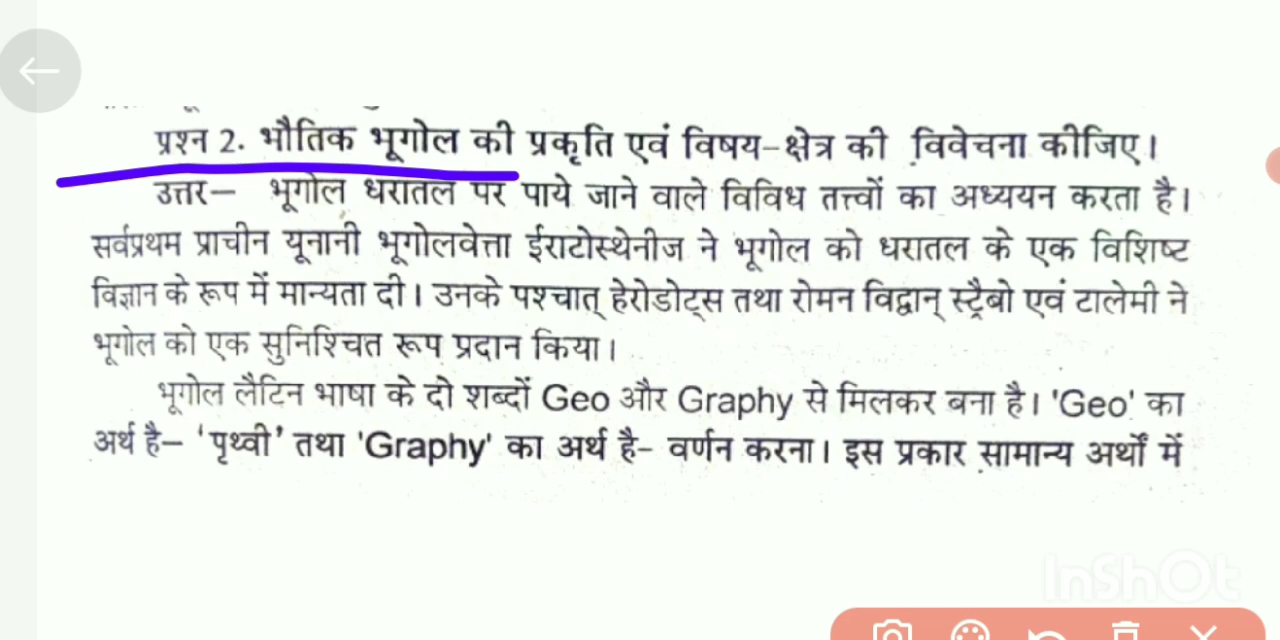 प्रश्न 2. भौतिक भूगोल की प्रकृति एवं विषय-क्षेत्र की विवेचना कीजिए।
उत्तर— भूगोल धरातल पर पाये जाने वाले विविध तत्त्वों का अध्ययन करता है।
सर्वप्रथम प्राचीन यूनानी भूगोलवेत्ता ईराटोस्थेनीज ने भूगोल को धरातल के एक विशिष्ट
विज्ञान के रूप में मान्यता दी। उनके पश्चात् हेरोडोट्स तथा रोमन विद्वान् स्ट्रैबो एवं टालेमी ने
भूगोल को एक सुनिश्चित रूप प्रदान किया।
भूगोल लैटिन भाषा के दो शब्दों Geo और Graphy से मिलकर बना है। 'Geo' का
अर्थ है— 'पृथ्वी' तथा 'Graphy' का अर्थ है- वर्णन करना। इस प्रकार सामान्य अर्थों में
InShOt